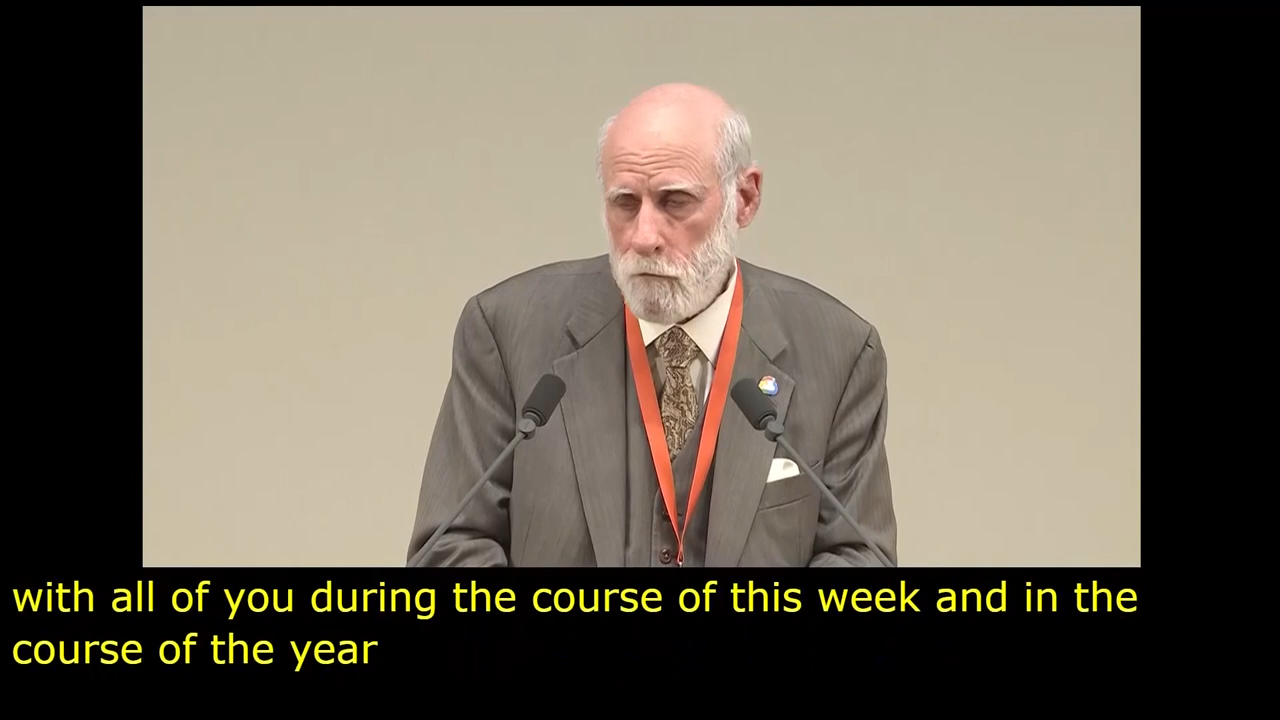 with all of you during the course of this week and in the
course of the year